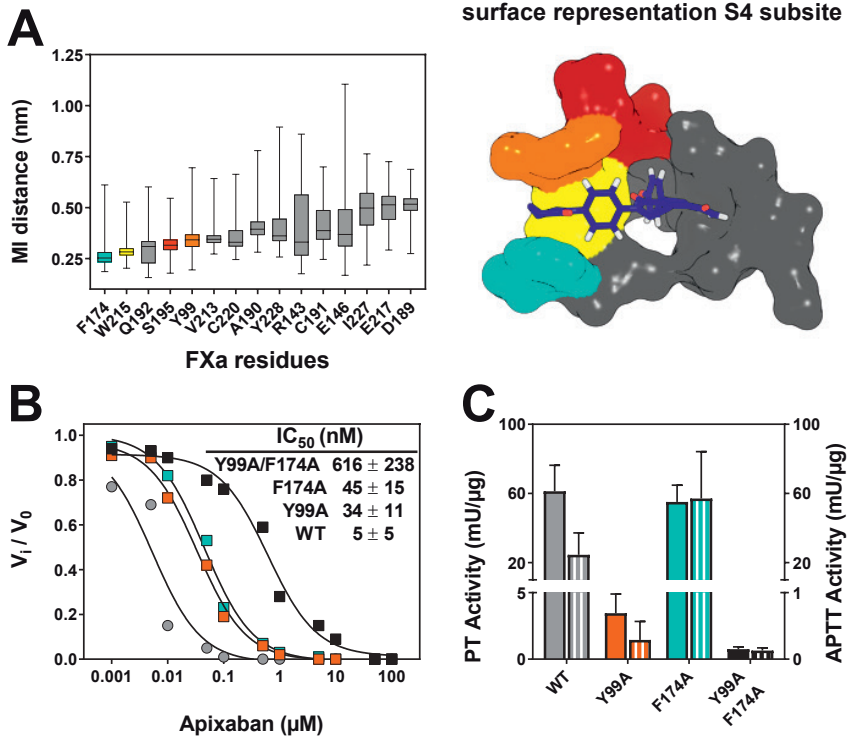 A
surface representation S4 subsite
MI distance (nm)
1.25
1.00
0.75
0.50
0.25
F174
W215
Q192
S195
Y99
V213
C220
A190
Y228
R143
C191
E146
I227
E217
D189
FXa residues
B
Vi / V0
1.0
0.8
0.6
0.4
0.2
0.0
IC50 (nM)
Y99A/F174A 616 ± 238
F174A 45 ± 15
Y99A 34 ± 11
WT 5 ± 5
0.001 0.01 0.1 1 10 100
Apixaban (µM)
C
PT Activity (mU/µg)
100
60
20
5
0
100
60
20
1
0
APTT Activity (mU/µg)
WT
Y99A
F174A
Y99A
F174A